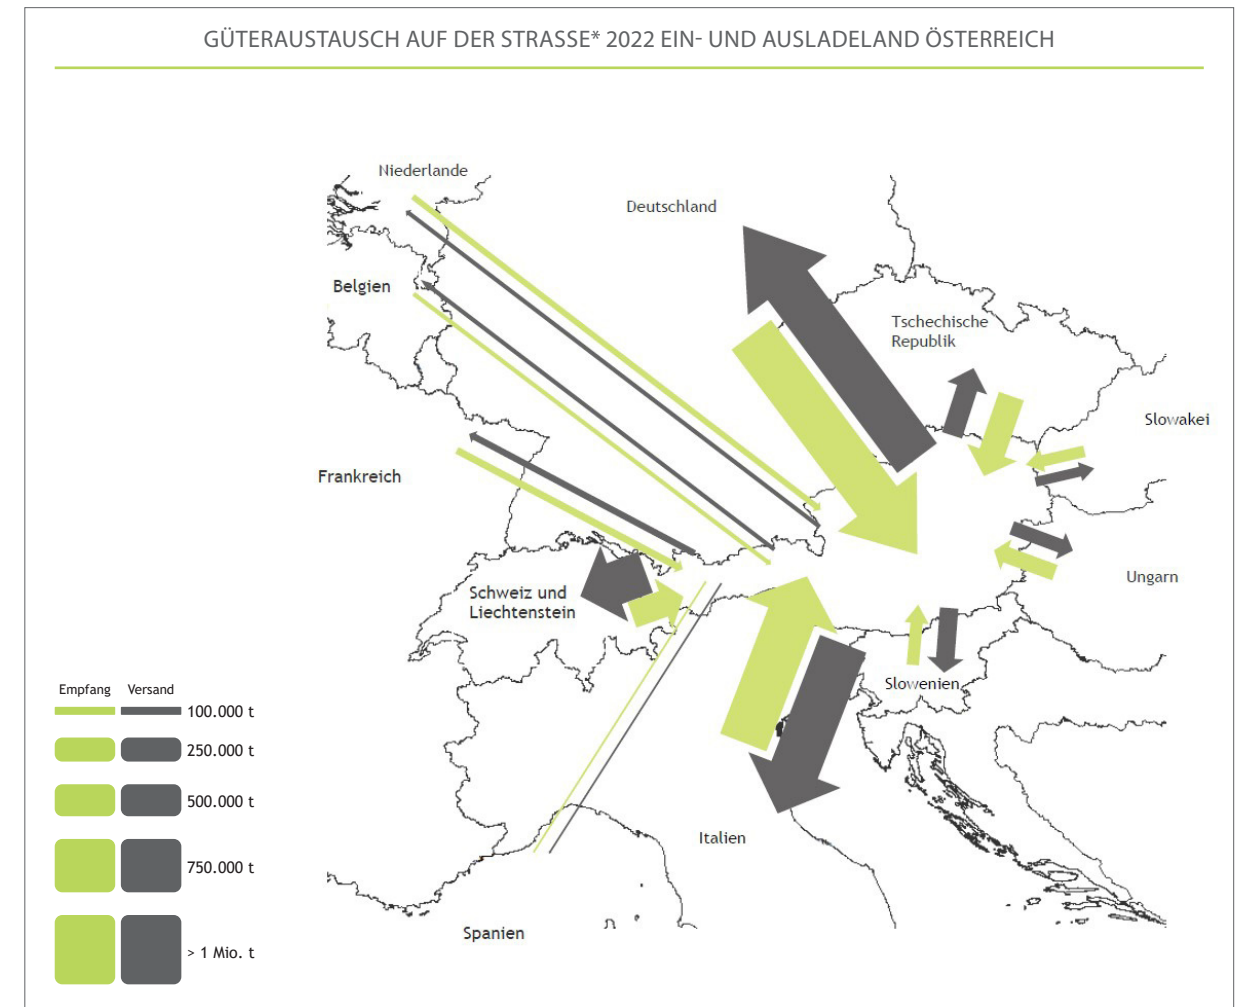 GÜTERAUSTAUSCH AUF DER STRASSE* 2022 EIN- UND AUSLADELAND ÖSTERREICH
Niederlande
Deutschland
Belgien
Tschechische
Republik
Slowakei
Frankreich
Ungarn
Schweiz und
Liechtenstein
Slowenien
Empfang Versand
100.000 t
250.000 t
500.000 t
Italien
750.000 t
Spanien
> 1 Mio. t